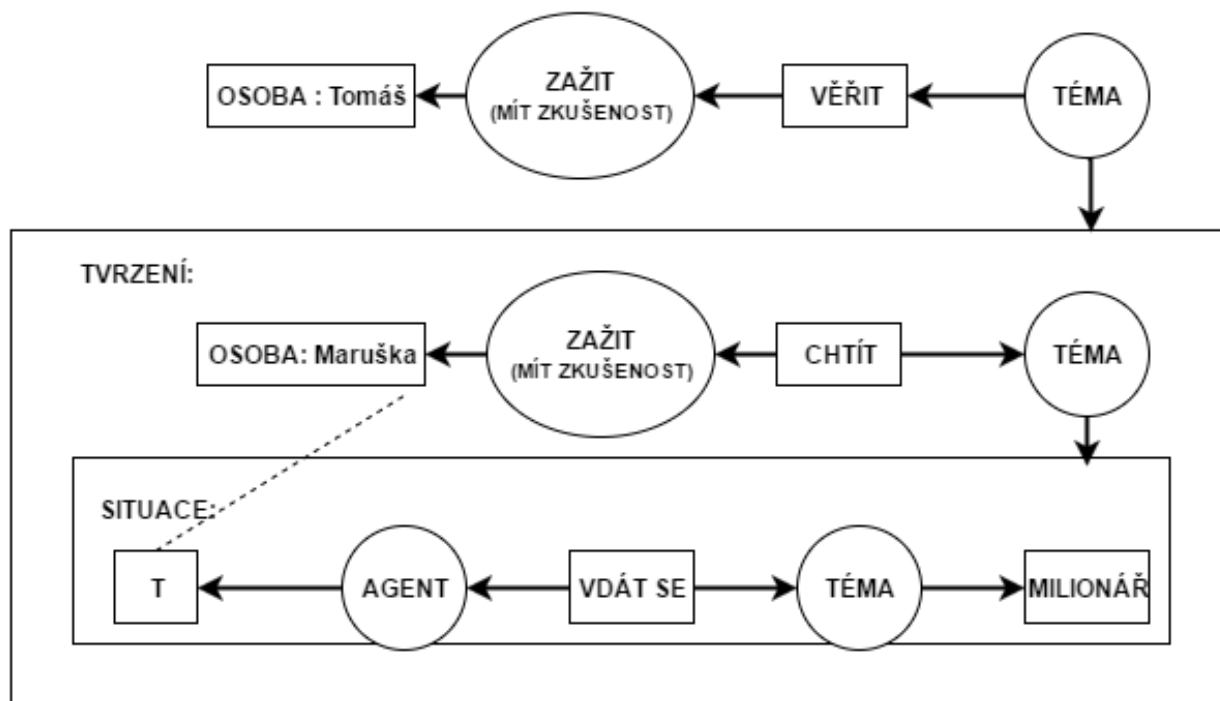 OSOBA : Tomáš
ZAŽIT
(MÍT ZKUŠENOST)
VĚŘIT
TÉMA
TVRZENÍ:
OSOBA: Maruška
ZAŽIT
(MÍT ZKUŠENOST)
CHTÍT
TÉMA
SITUACE:
T
AGENT
VDÁT SE
TÉMA
MILIONÁŘ